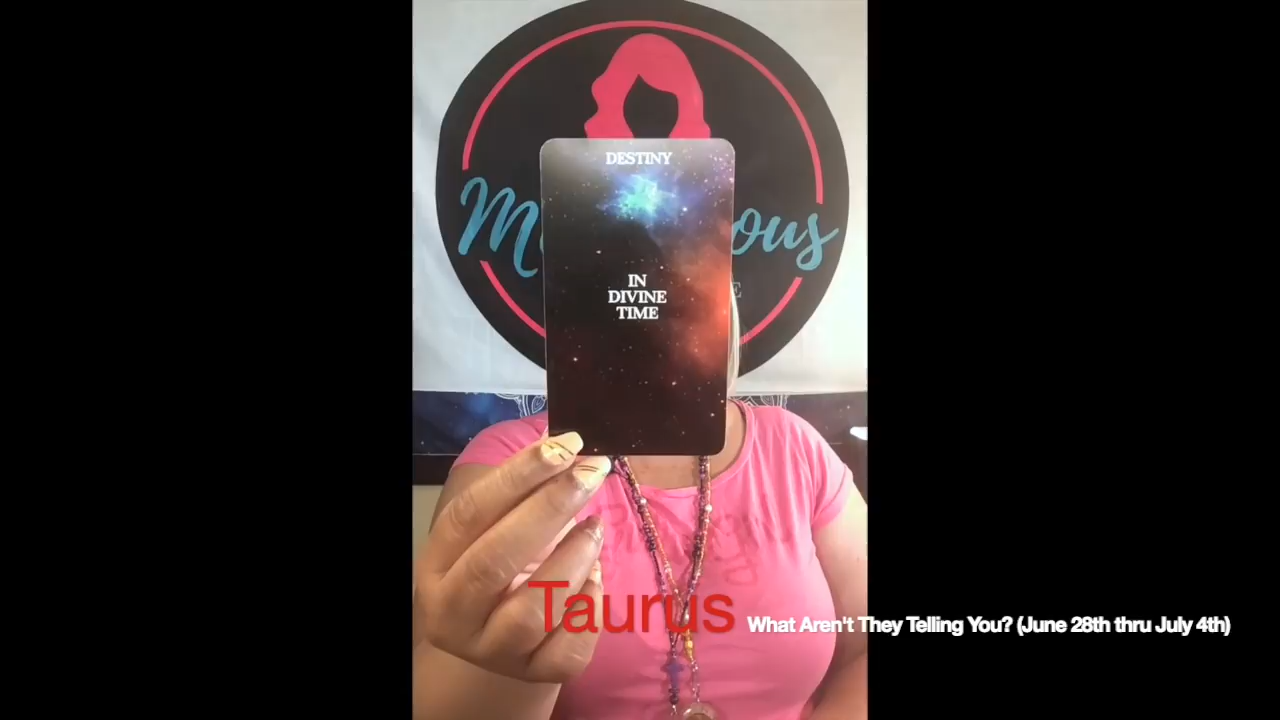 DESTINY
IN
DIVINE
TIME
Taurus
What Aren't They Telling You? (June 28th thru July 4th)